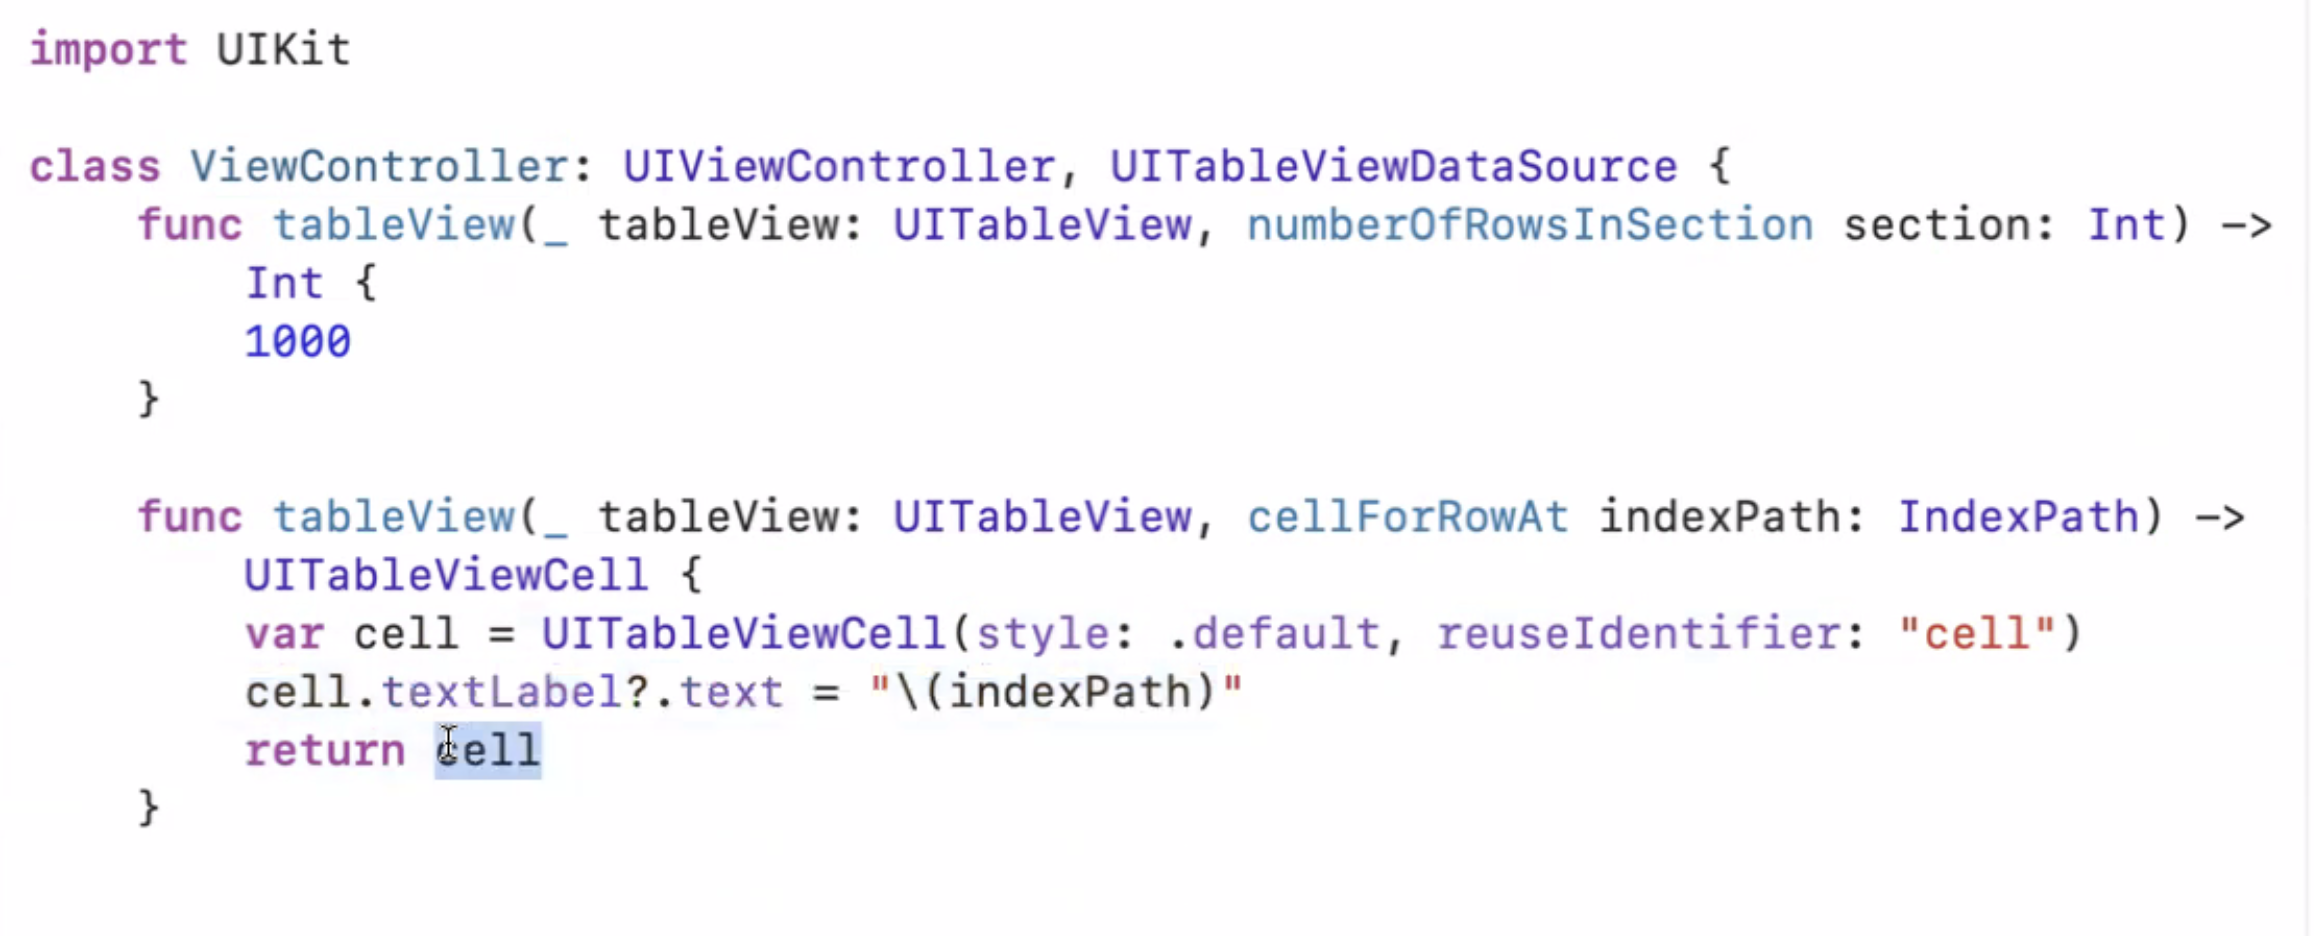 import UIKit
class ViewController: UIViewController, UITableViewDataSource {
func tableView(_ tableView: UITableView, numberOfRowsInSection section: Int) ->
Int {
1000
}
func tableView(_ tableView: UITableView, cellForRowAt indexPath: IndexPath) ->
UITableViewCell {
var cell = UITableViewCell(style: .default, reuseIdentifier: "cell")
cell.textLabel?.text = "\(indexPath)"
return cell
}